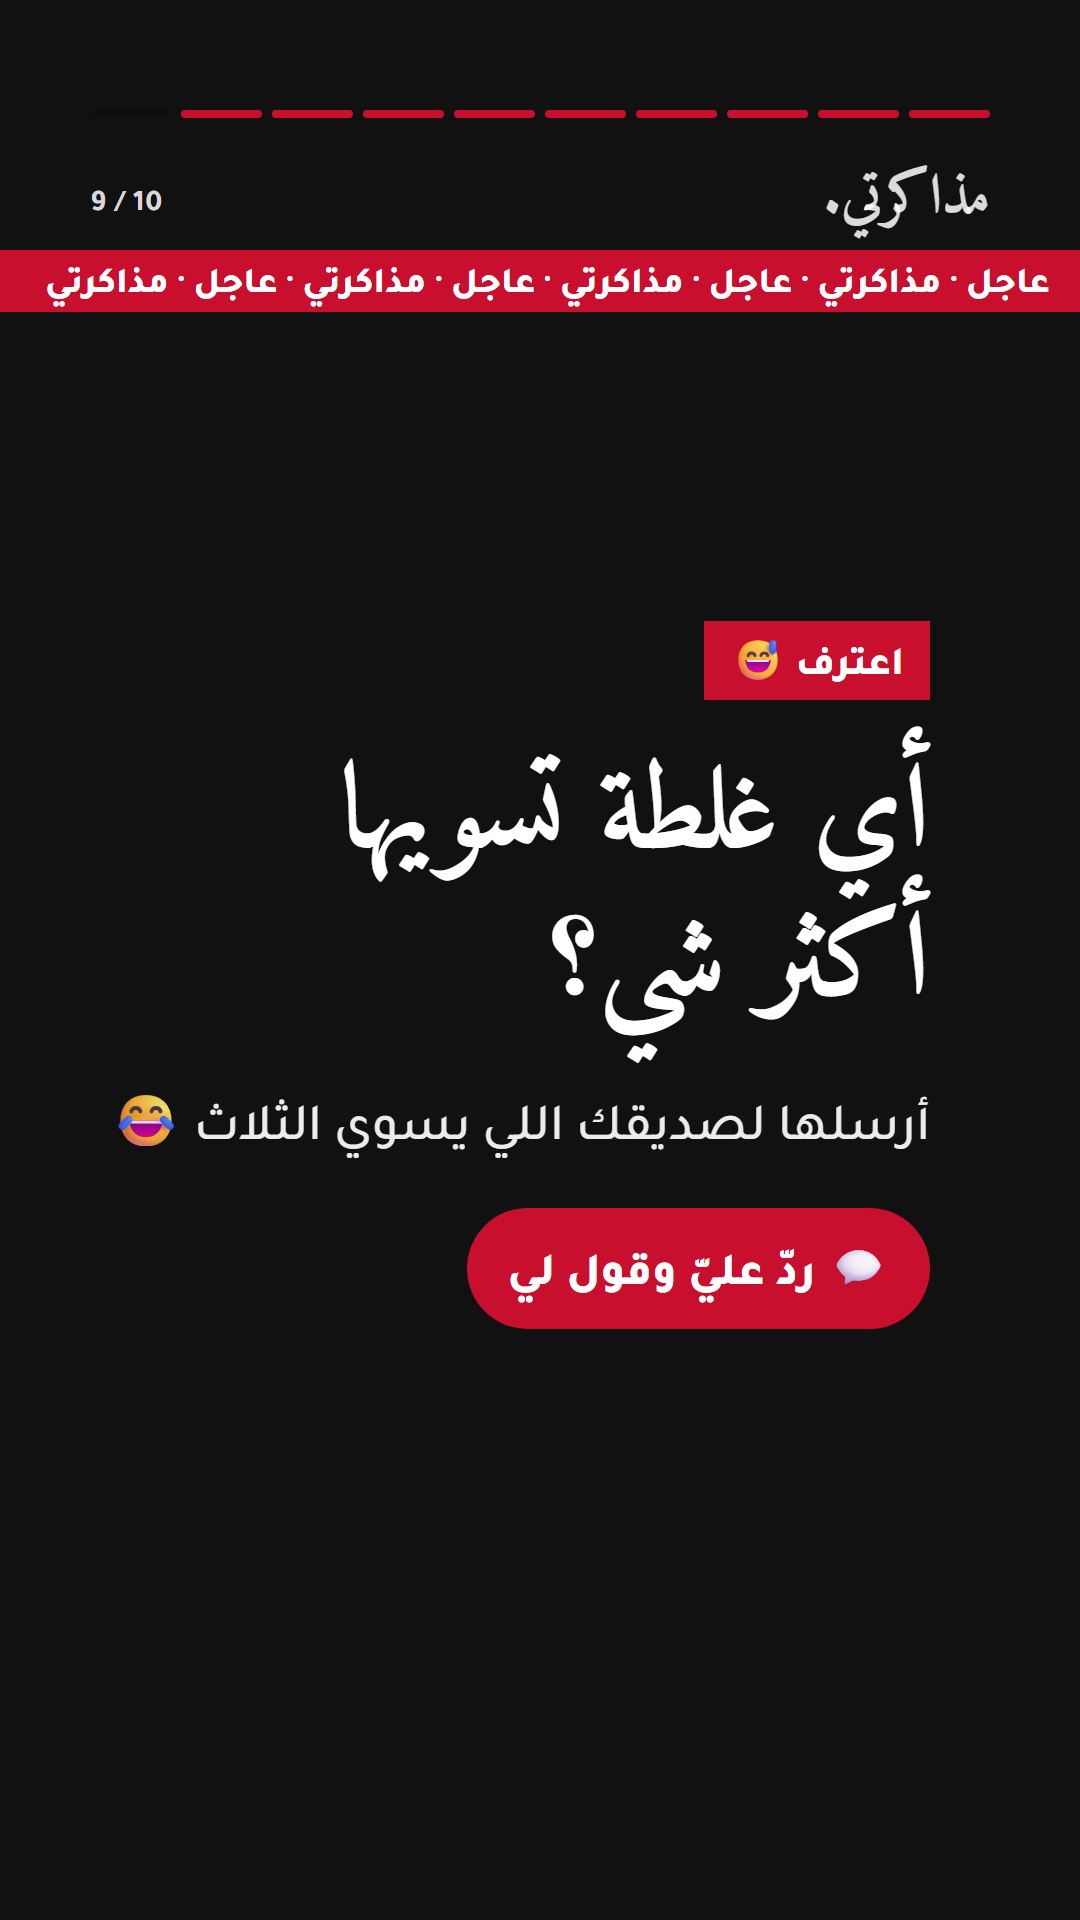 مذاكرتي.
9 / 10
عاجل · مذاكرتي · عاجل · مذاكرتي · عاجل · مذاكرتي · عاجل · مذاكرتي
اعترف 😅
أي غلطة تسويها
أكثر شي؟
أرسلها لصديقك اللي يسوي الثلاث 😂
💬 ردّ عليّ وقول لي